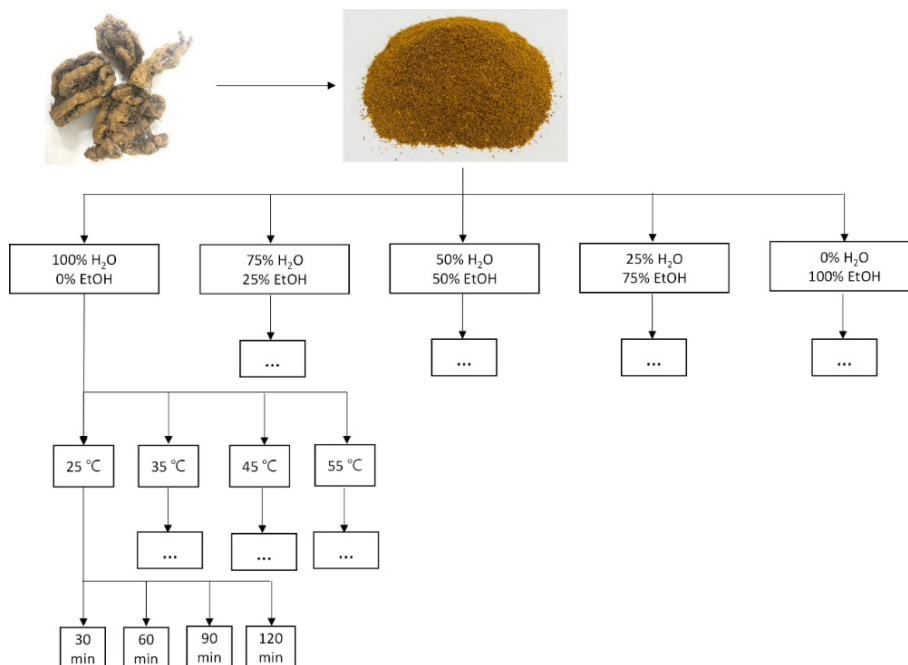 100% H₂O
0% EtOH
75% H₂O
25% EtOH
50% H₂O
50% EtOH
25% H₂O
75% EtOH
0% H₂O
100% EtOH
...
...
...
...
25 ℃
35 ℃
45 ℃
55 ℃
...
...
...
30
min
60
min
90
min
120
min